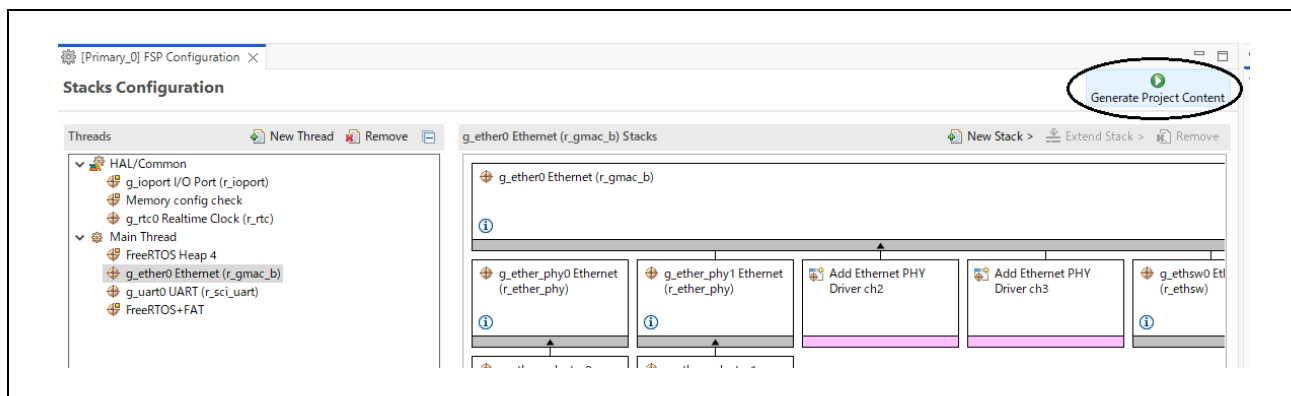 [Primary_0] FSP Configuration
Stacks Configuration
Generate Project Content
Threads
New Thread
Remove
HAL/Common
g_ioport I/O Port (r_ioport)
Memory config check
g_rtc0 Realtime Clock (r_rtc)
Main Thread
FreeRTOS Heap 4
g_ether0 Ethernet (r_gmac_b)
g_uart0 UART (r_sci_uart)
FreeRTOS+FAT
g_ether0 Ethernet (r_gmac_b) Stacks
New Stack >
Extend Stack >
Remove
g_ether0 Ethernet (r_gmac_b)
g_ether_phy0 Ethernet
(r_ether_phy)
g_ether_phy1 Ethernet
(r_ether_phy)
Add Ethernet PHY
Driver ch2
Add Ethernet PHY
Driver ch3
g_ethsw0
(r_ethsw)